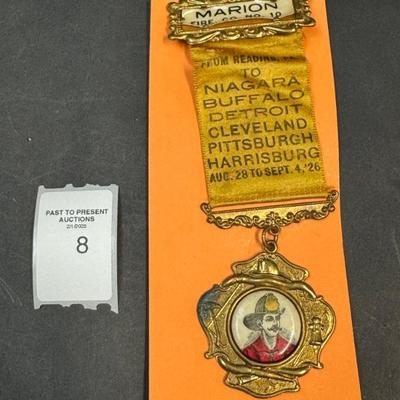 MARION
FIRE CO. NO. 10
FROM READING, PA.
TO
NIAGARA
BUFFALO
DETROIT
CLEVELAND
PITTSBURGH
HARRISBURG
AUG. 28 TO SEPT. 4, '26
PAST TO PRESENT
AUCTIONS
8